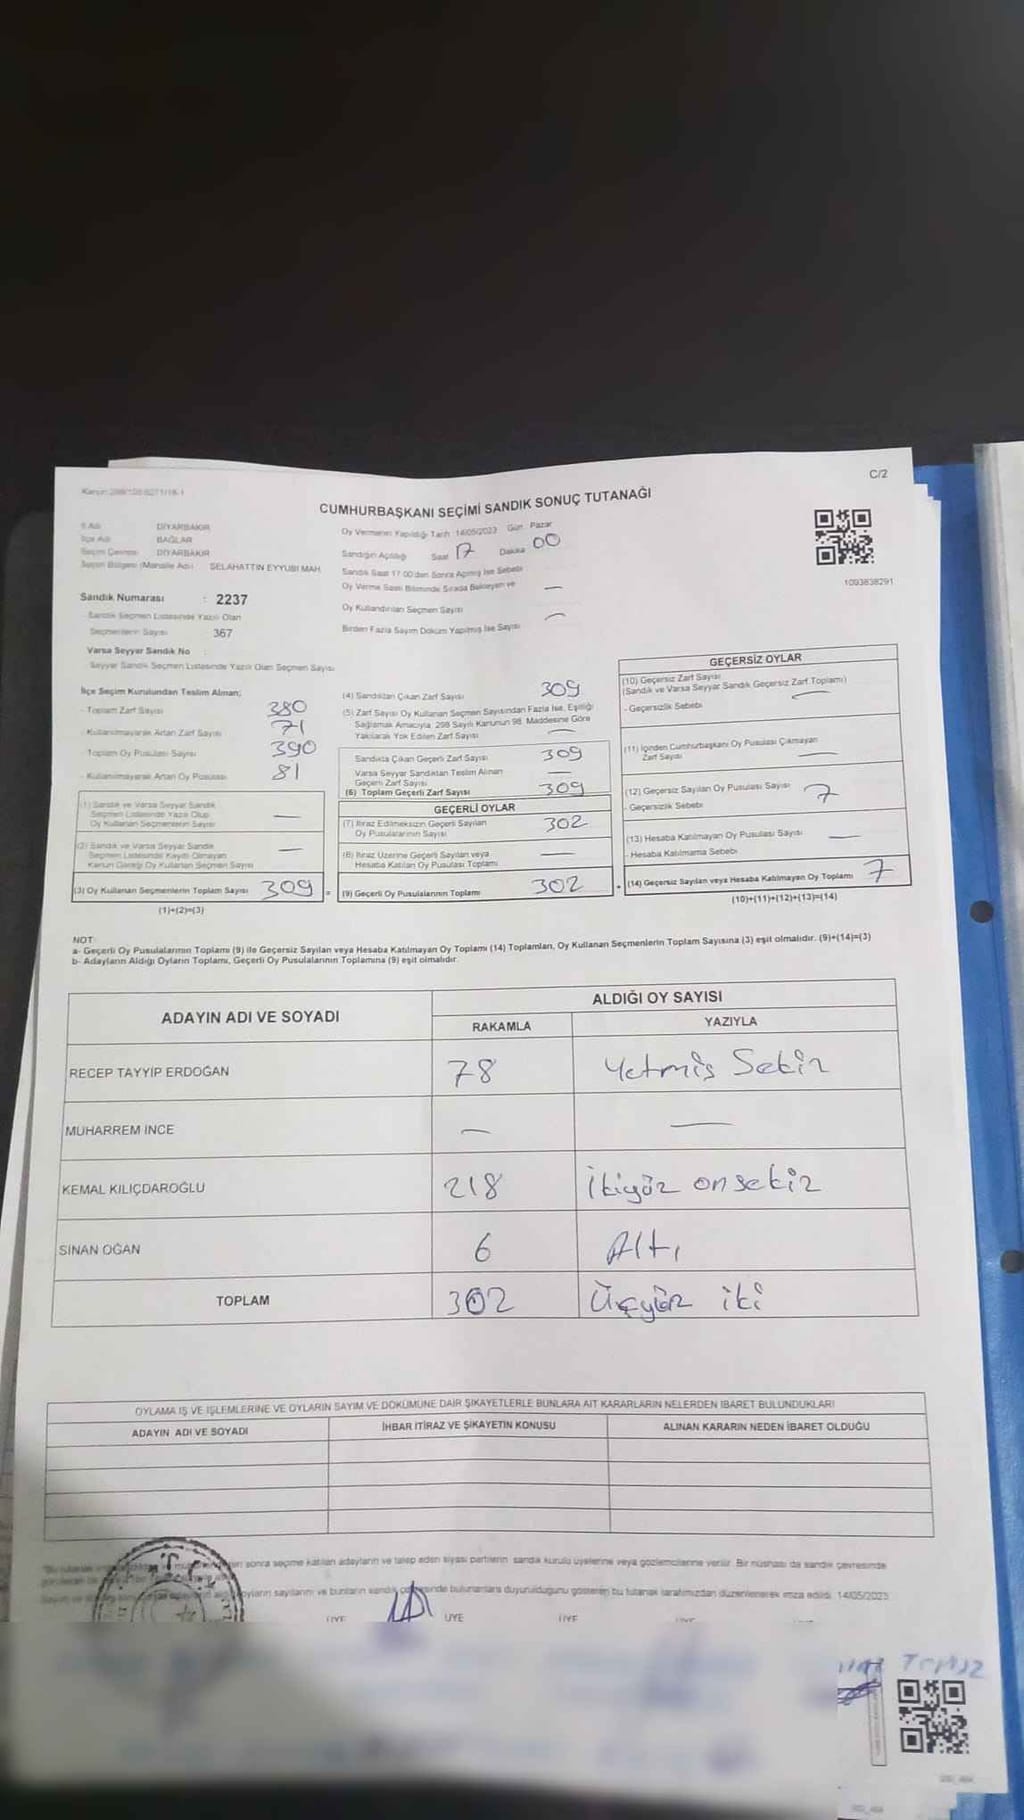 C/2
CUMHURBAŞKANI SEÇİMİ SANDIK SONUÇ TUTANAĞI
İl Adı DİYARBAKIR
İlçe Adı BAĞLAR
Seçim Çevresi DİYARBAKIR
Seçim Bölgesi (Mahalle Adı) SELAHATTİN EYYUBİ MAH.
Oy Vermenin Yapıldığı Tarih 14/05/2023 Gün Pazar
Sandığın Açıldığı Saat 17 Dakika 00
Sandık Saat 17:00'den Sonra Açılmış İse Sebebi
Oy Verme Saati Bitiminde Sırada Bekleyen ve —
Oy Kullandırılan Seçmen Sayısı
Birden Fazla Sayım Döküm Yapılmış İse Sayısı —
1093838291
Sandık Numarası : 2237
Sandık Seçmen Listesinde Yazılı Olan
Seçmenlerin Sayısı 367
Varsa Seyyar Sandık No :
Seyyar Sandık Seçmen Listesinde Yazılı Olan Seçmen Sayısı
İlçe Seçim Kurulundan Teslim Alınan;
- Toplam Zarf Sayısı 380
- Kullanılmayarak Artan Zarf Sayısı 71
- Toplam Oy Pusulası Sayısı 390
- Kullanılmayarak Artan Oy Pusulası 81
(1) Sandık ve Varsa Seyyar Sandık
Seçmen Listesinde Yazılı Olup
Oy Kullanan Seçmenlerin Sayısı —
(2) Sandık ve Varsa Seyyar Sandık
Seçmen Listesinde Kaydı Olmayan
Kanun Gereği Oy Kullanan Seçmen Sayısı —
(3) Oy Kullanan Seçmenlerin Toplam Sayısı 309 =
(1)+(2)=(3)
(4) Sandıktan Çıkan Zarf Sayısı 309
(5) Zarf Sayısı Oy Kullanan Seçmen Sayısından Fazla İse, Eşitliği
Sağlamak Amacıyla, 298 Sayılı Kanunun 98. Maddesine Göre
Yakılarak Yok Edilen Zarf Sayısı —
Sandıkta Çıkan Geçerli Zarf Sayısı 309
Varsa Seyyar Sandıktan Teslim Alınan
Geçerli Zarf Sayısı —
(6) Toplam Geçerli Zarf Sayısı 309
GEÇERLİ OYLAR
(7) İtiraz Edilmeksizin Geçerli Sayılan
Oy Pusulalarının Sayısı 302
(8) İtiraz Üzerine Geçerli Sayılan veya
Hesaba Katılan Oy Pusulası Toplamı —
(9) Geçerli Oy Pusulalarının Toplamı 302 +
GEÇERSİZ OYLAR
(10) Geçersiz Zarf Sayısı
(Sandık ve Varsa Seyyar Sandık Geçersiz Zarf Toplamı) —
- Geçersizlik Sebebi
(11) İçinden Cumhurbaşkanı Oy Pusulası Çıkmayan
Zarf Sayısı —
(12) Geçersiz Sayılan Oy Pusulası Sayısı 7
- Geçersizlik Sebebi
(13) Hesaba Katılmayan Oy Pusulası Sayısı —
- Hesaba Katılmama Sebebi
(14) Geçersiz Sayılan veya Hesaba Katılmayan Oy Toplamı 7
(10)+(11)+(12)+(13)=(14)
NOT:
a- Geçerli Oy Pusulalarının Toplamı (9) ile Geçersiz Sayılan veya Hesaba Katılmayan Oy Toplamı (14) Toplamları, Oy Kullanan Seçmenlerin Toplam Sayısına (3) eşit olmalıdır. (9)+(14)=(3)
b- Adayların Aldığı Oyların Toplamı, Geçerli Oy Pusulalarının Toplamına (9) eşit olmalıdır.
ADAYIN ADI VE SOYADI ALDIĞI OY SAYISI
RAKAMLA YAZIYLA
RECEP TAYYİP ERDOĞAN 78 Yetmiş Sekiz
MUHARREM İNCE — —
KEMAL KILIÇDAROĞLU 218 İkiyüz onsekiz
SİNAN OĞAN 6 Altı
TOPLAM 302 Üçyüz iki
OYLAMA İŞ VE İŞLEMLERİNE VE OYLARIN SAYIM VE DÖKÜMÜNE DAİR ŞİKAYETLERLE BUNLARA AİT KARARLARIN NELERDEN İBARET BULUNDUKLARI
ADAYIN ADI VE SOYADI İHBAR İTİRAZ VE ŞİKAYETİN KONUSU ALINAN KARARIN NEDEN İBARET OLDUĞU
sonra seçime katılan adayların ve talep eden siyasi partilerin sandık kurulu üyelerine veya gözlemcilerine verilir. Bir nüshası da sandık çevresinde
oyların sayılarını ve bunların sandık çevresinde bulunanlara duyurulduğunu gösteren bu tutanak tarafımızdan düzenlenerek imza edildi. 14/05/2023
T.C.
ÜYE ÜYE ÜYE ÜYE